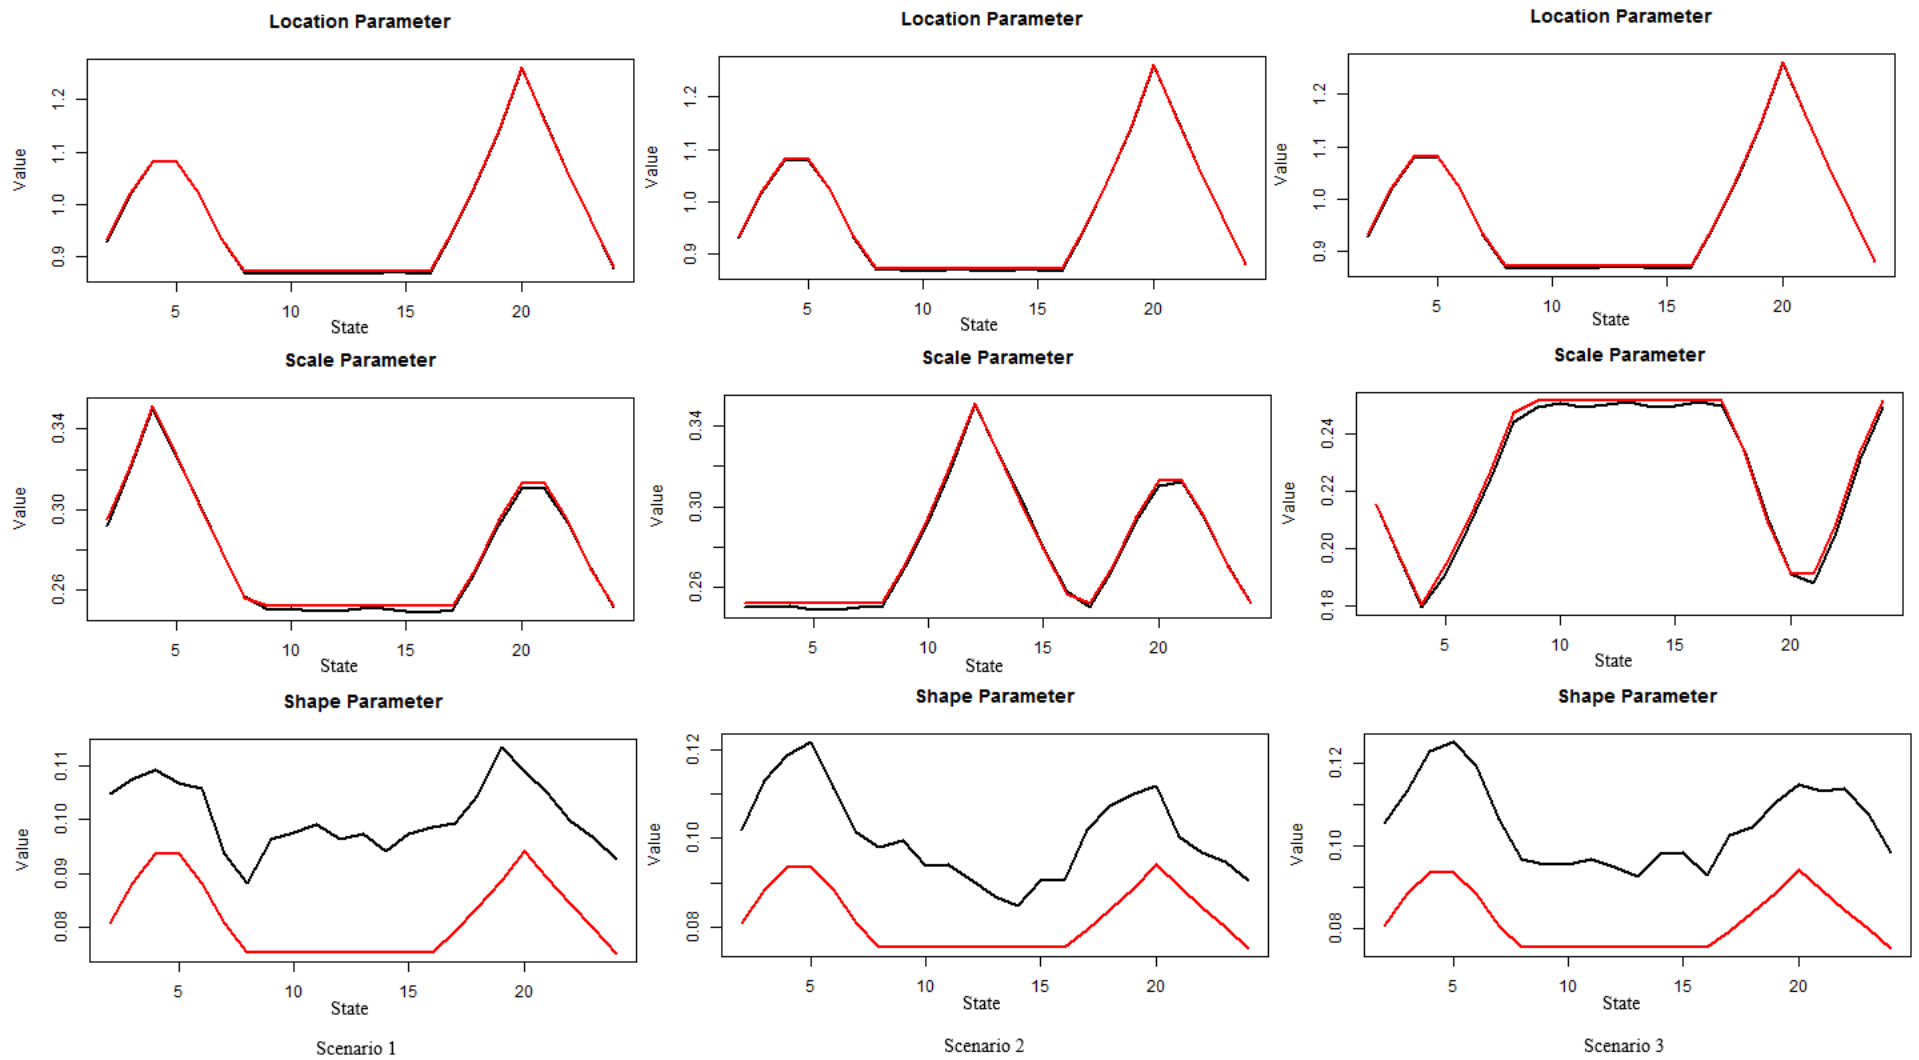 Location Parameter
Value
0.9 1.0 1.1 1.2
5 10 15 20
State
Location Parameter
Value
0.9 1.0 1.1 1.2
5 10 15 20
State
Location Parameter
Value
0.9 1.0 1.1 1.2
5 10 15 20
State
Scale Parameter
Value
0.26 0.30 0.34
5 10 15 20
State
Scale Parameter
Value
0.26 0.30 0.34
5 10 15 20
State
Scale Parameter
Value
0.18 0.20 0.22 0.24
5 10 15 20
State
Shape Parameter
Value
0.08 0.09 0.10 0.11
5 10 15 20
State
Shape Parameter
Value
0.08 0.10 0.12
5 10 15 20
State
Shape Parameter
Value
0.08 0.10 0.12
5 10 15 20
State
Scenario 1
Scenario 2
Scenario 3